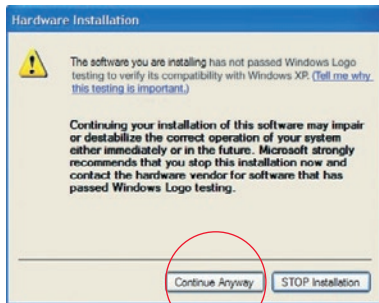 Hardware Installation
The software you are installing has not passed Windows Logo
testing to verify its compatibility with Windows XP. (Tell me why
this testing is important.)
Continuing your installation of this software may impair
or destabilize the correct operation of your system
either immediately or in the future. Microsoft strongly
recommends that you stop this installation now and
contact the hardware vendor for software that has
passed Windows Logo testing.
Continue Anyway STOP Installation